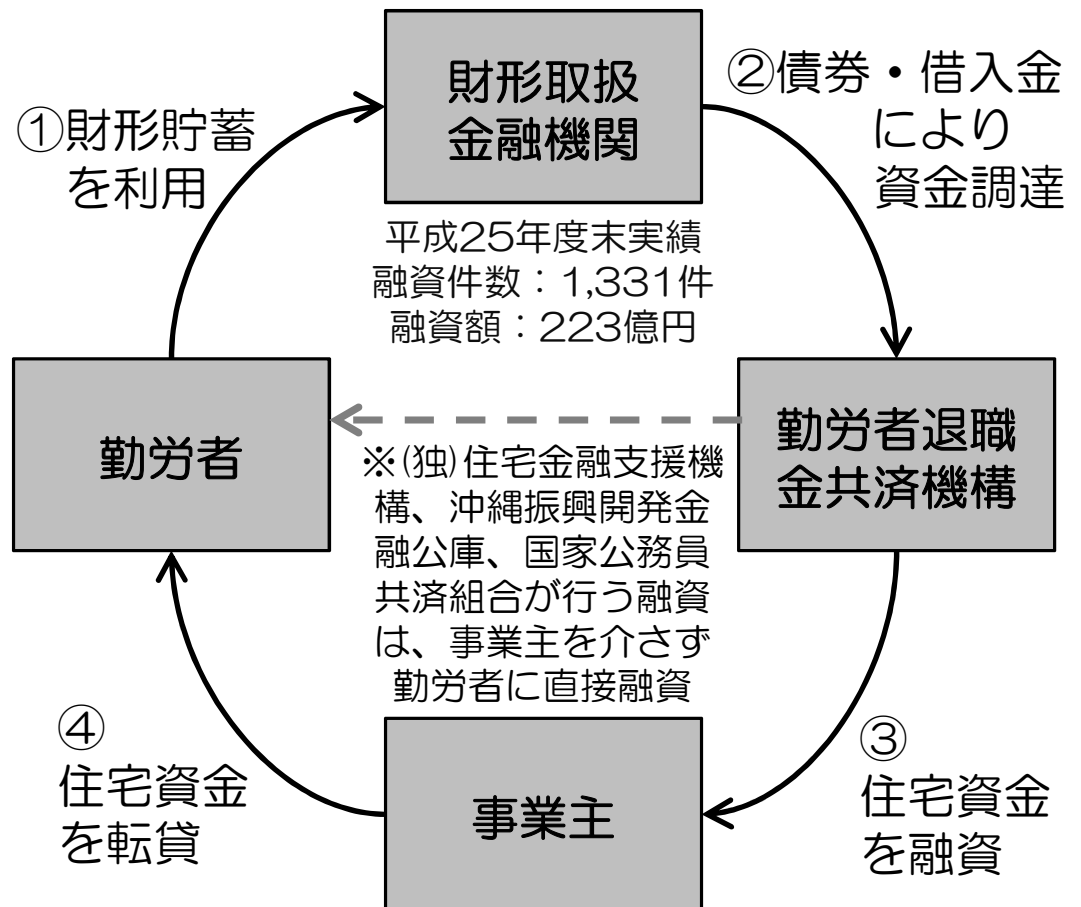 財形取扱
金融機関
①財形貯蓄
を利用
②債券・借入金
により
資金調達
平成25年度末実績
融資件数：1,331件
融資額：223億円
勤労者
勤労者退職
金共済機構
※(独)住宅金融支援機
構、沖縄振興開発金
融公庫、国家公務員
共済組合が行う融資
は、事業主を介さず
勤労者に直接融資
④
住宅資金
を転貸
事業主
③
住宅資金
を融資